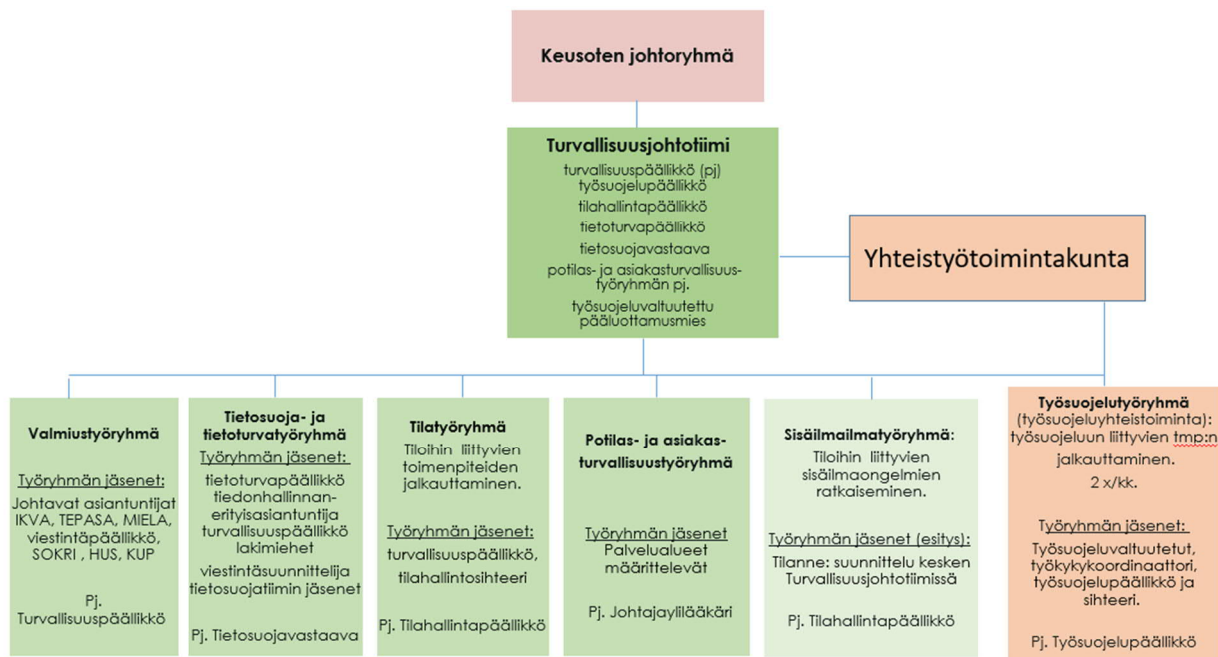 Keusoten johtoryhmä
Turvallisuusjohtotiimi
turvallisuuspäällikkö (pj)
työsuojelupäällikkö
tilahallintapäällikkö
tietoturvapäällikkö
tietosuojavastaava
potilas- ja asiakasturvallisuus-
työryhmän pj.
työsuojeluvaltuutettu
pääluottamusmies
Yhteistyötoimintakunta
Valmiustyöryhmä
Työryhmän jäsenet:
Johtavat asiantuntijat
IKVA, TEPASA, MIELA,
viestintäpäällikkö,
SOKRI , HUS, KUP
Pj.
Turvallisuuspäällikkö
Tietosuoja- ja
tietoturvatyöryhmä
Työryhmän jäsenet:
tietoturvapäällikkö
tiedonhallinnan-
erityisasiantuntija
turvallisuuspäällikkö
lakimiehet
viestintäsuunnittelija
tietosuojatiimin jäsenet
Pj. Tietosuojavastaava
Tilatyöryhmä
Tiloihin liittyvien
toimenpiteiden
jalkauttaminen.
Työryhmän jäsenet:
turvallisuuspäällikkö,
tilahallintosihteeri
Pj. Tilahallintapäällikkö
Potilas- ja asiakas-
turvallisuustyöryhmä
Työryhmän jäsenet
Palvelualueet
määrittelevät
Pj. Johtajaylilääkäri
Sisäilmailmatyöryhmä:
Tiloihin liittyvien
sisäilmaongelmien
ratkaiseminen.
Työryhmän jäsenet (esitys):
Tilanne: suunnittelu kesken
Turvallisuusjohtotiimissä
Pj. Tilahallintapäällikkö
Työsuojelutyöryhmä
(työsuojeluyhteistoiminta):
työsuojeluun liittyvien tmp:n
jalkauttaminen.
2 x/kk.
Työryhmän jäsenet:
Työsuojeluvaltuutetut,
työkykykoordinaattori,
työsuojelupäällikkö ja
sihteeri.
Pj. Työsuojelupäällikkö